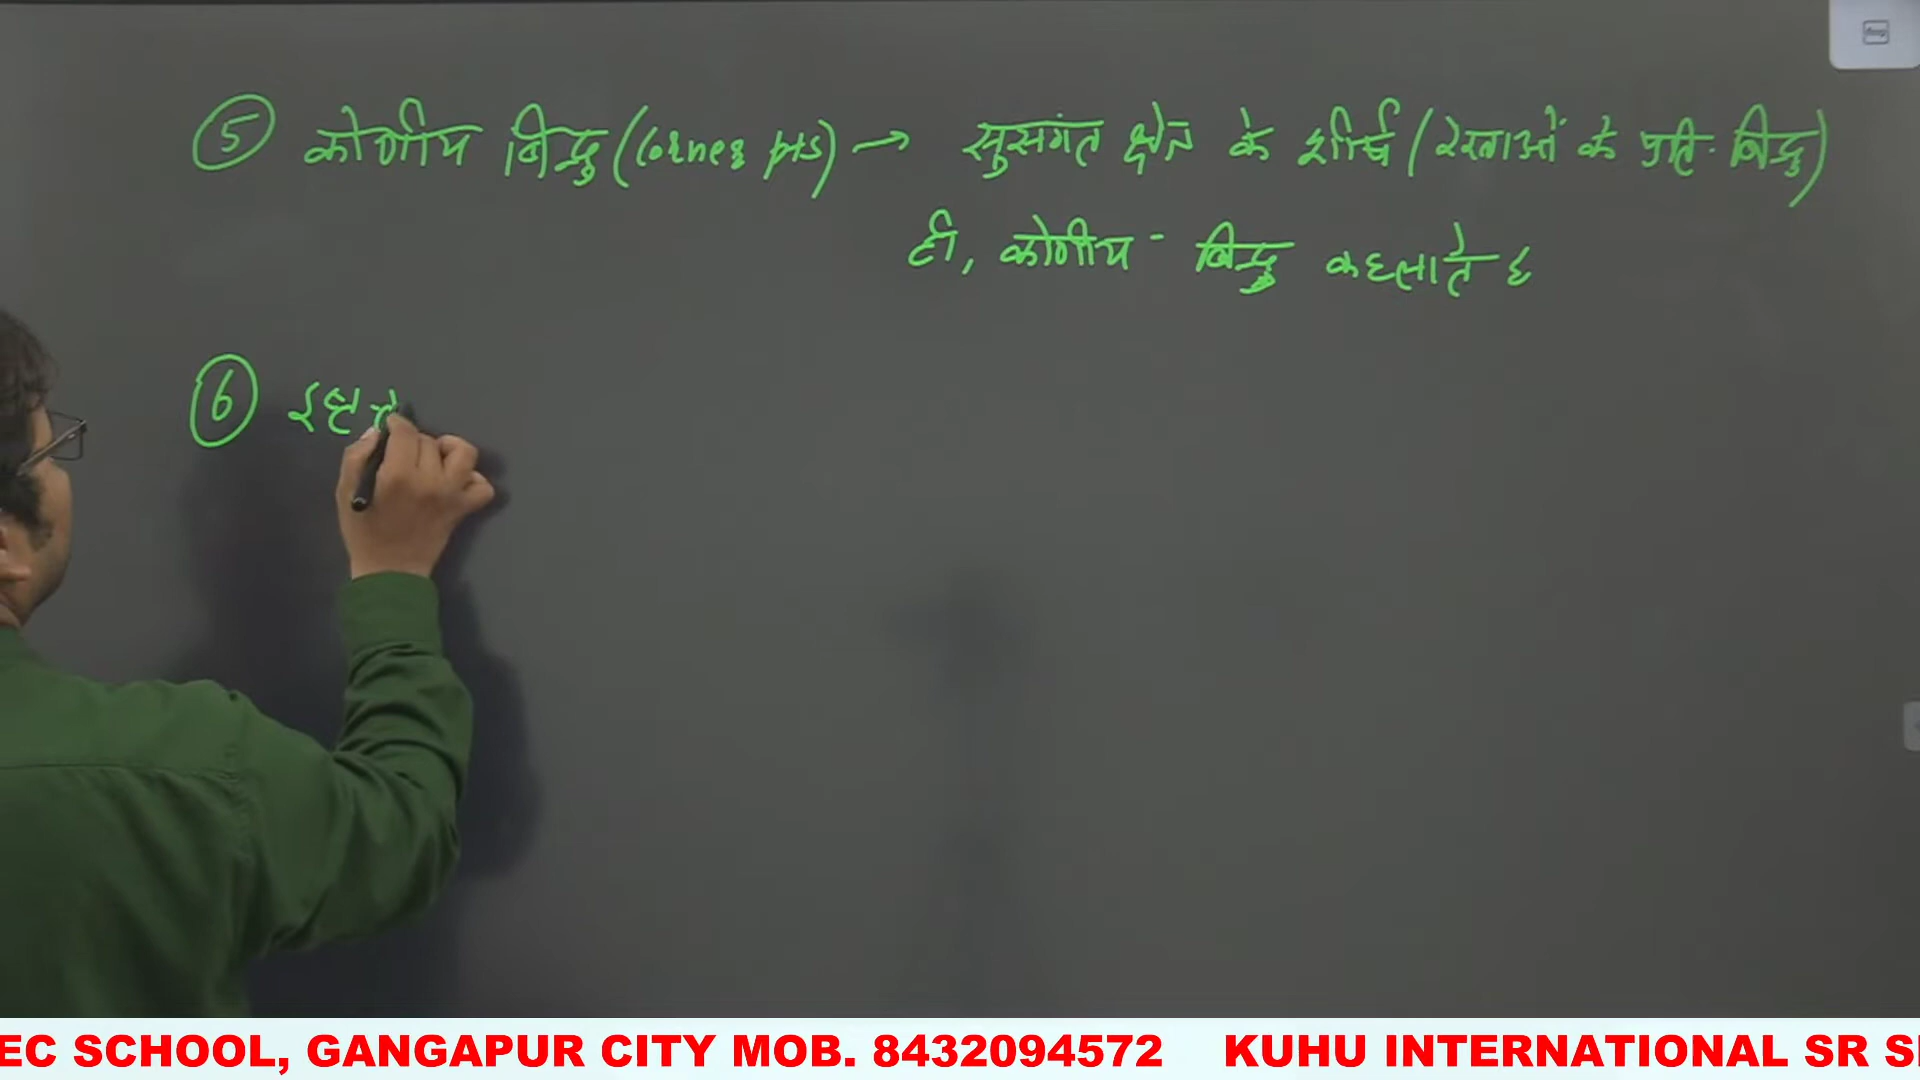 ⑤ कोणीय बिन्दु (Corner pts) → सुसंगत क्षेत्र के शीर्ष (रेखाओं के प्रति. बिन्दु)
ही, कोणीय - बिन्दु कहलाते है
⑥
EC SCHOOL, GANGAPUR CITY MOB. 8432094572 KUHU INTERNATIONAL SR S